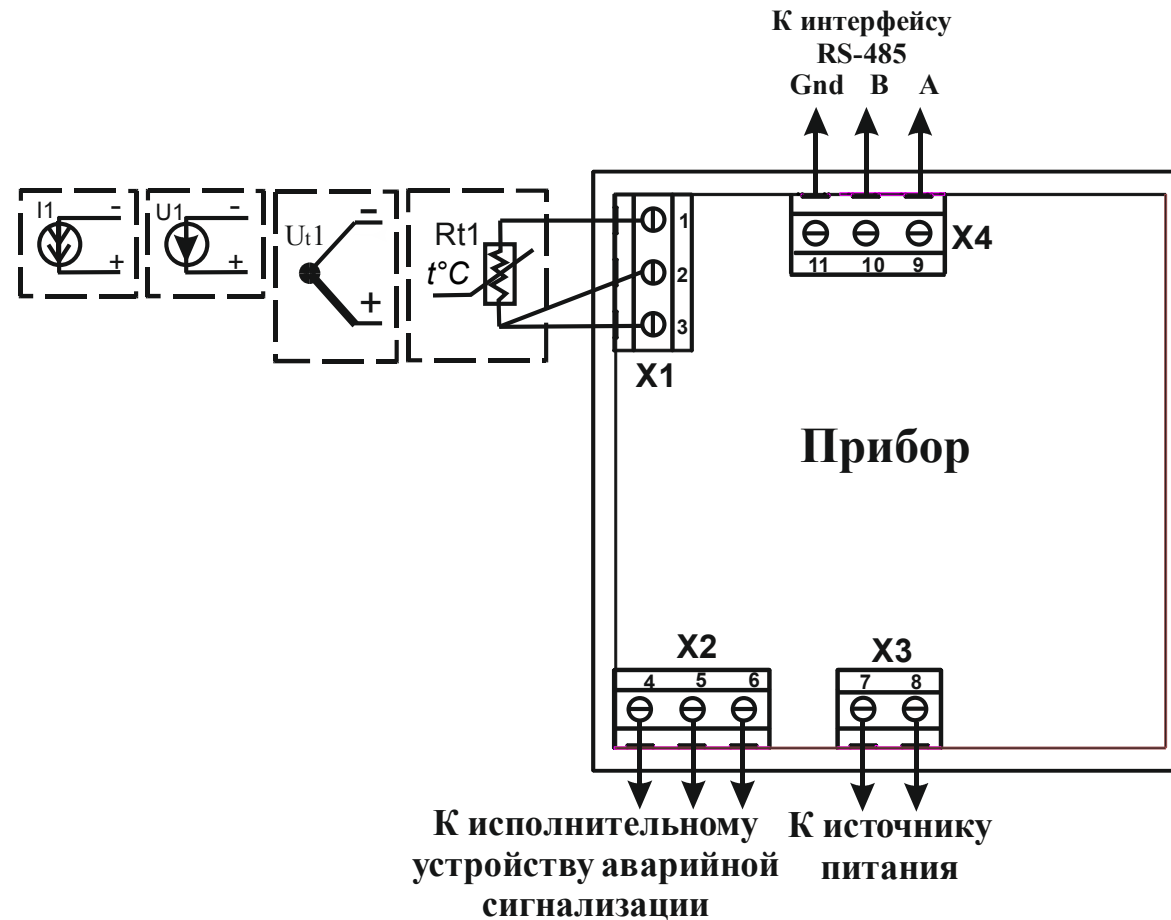 К интерфейсу
RS-485
Gnd B A
I1 - +
U1 - +
Ut1 - +
Rt1
t°C
1
2
3
X1
11 10 9
X4
Прибор
X2
4 5 6
X3
7 8
К исполнительному
устройству аварийной
сигнализации
К источнику
питания